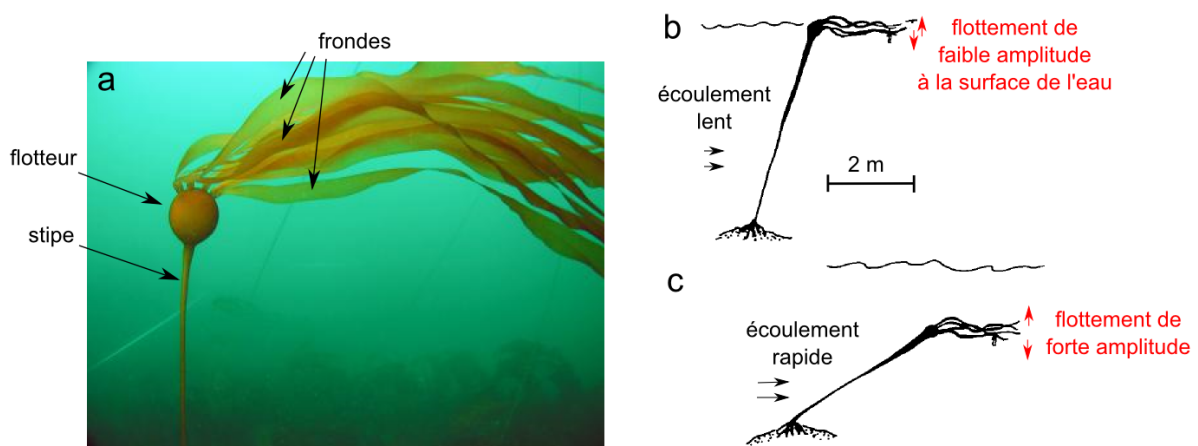 a
frondes
flotteur
stipe
b
flottement de
faible amplitude
à la surface de l'eau
écoulement
lent
2 m
c
écoulement
rapide
flottement de
forte amplitude